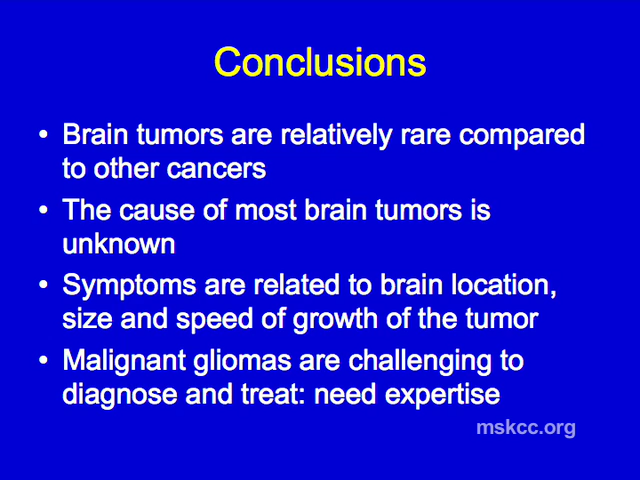 Conclusions
• Brain tumors are relatively rare compared
to other cancers
• The cause of most brain tumors is
unknown
• Symptoms are related to brain location,
size and speed of growth of the tumor
• Malignant gliomas are challenging to
diagnose and treat: need expertise
mskcc.org